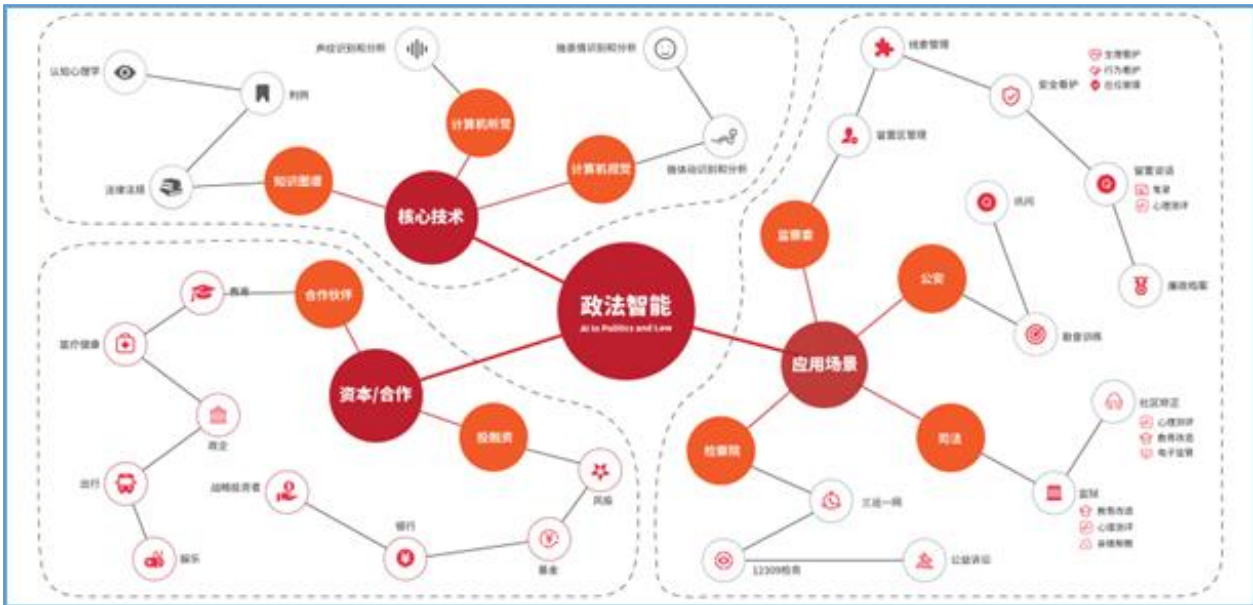 声纹识别和分析
微表情识别和分析
认知心理学
判例
计算机听觉
计算机视觉
法律法规
知识图谱
微体动识别和分析
核心技术
线索管理
生理看护
行为看护
安全看护
在位管理
留置区管理
留置谈话
笔录
心理测评
讯问
监察委
公安
廉政档案
勘查训练
政法智能
AI in Politics and Law
应用场景
教育
合作伙伴
医疗健康
资本/合作
政企
投融资
出行
娱乐
战略投资者
银行
基金
风投
检察院
司法
社区矫正
心理测评
教育改造
电子监管
监狱
教育改造
心理测评
三远一网
12309检务
公益诉讼